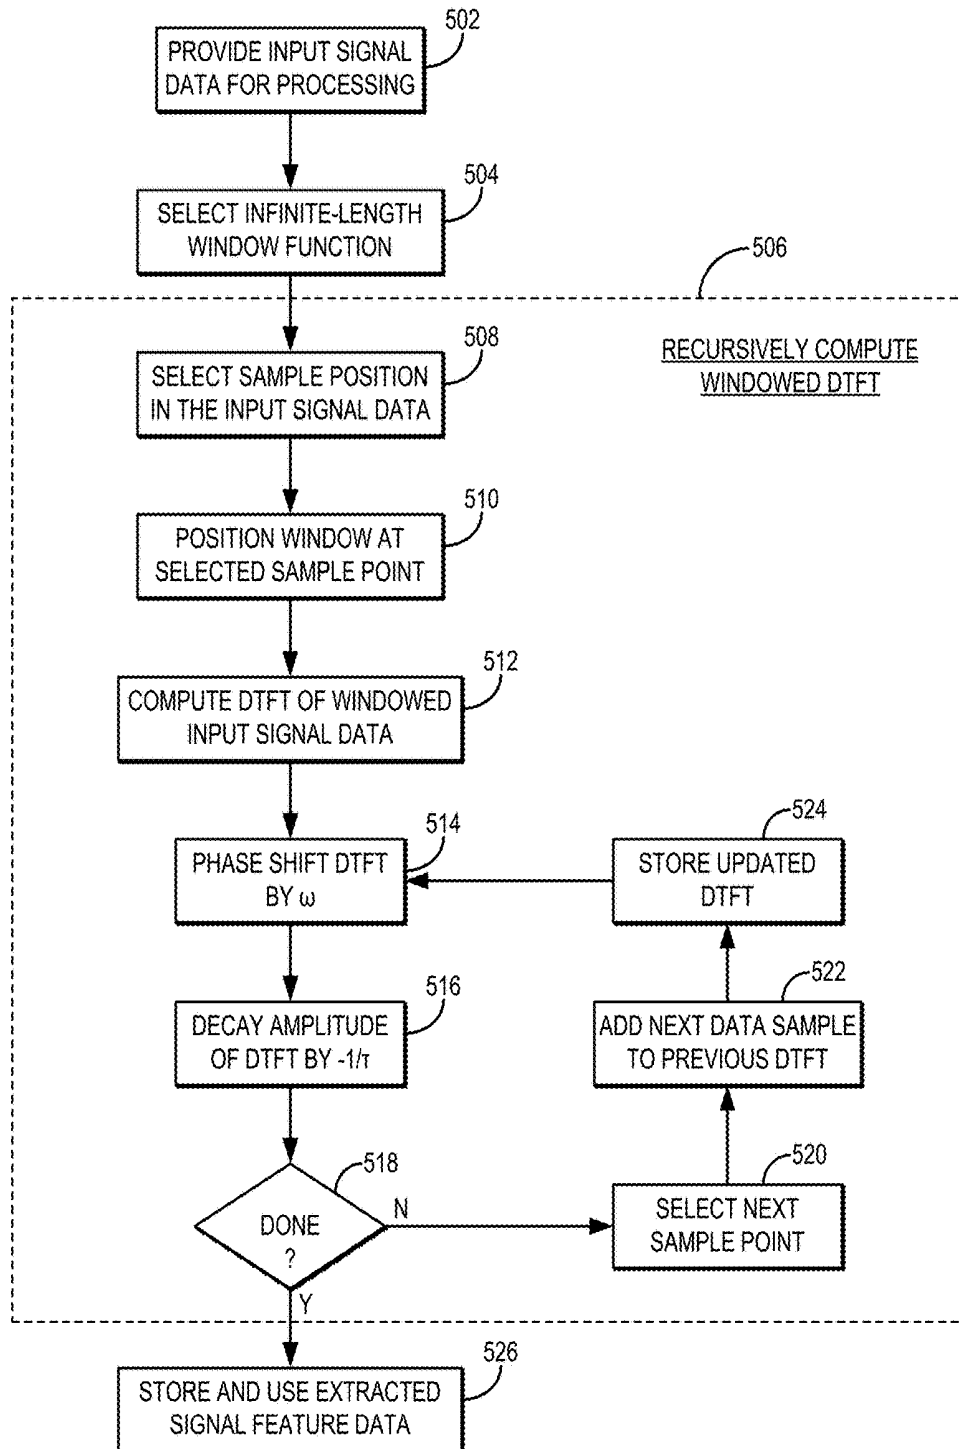 502
PROVIDE INPUT SIGNAL
DATA FOR PROCESSING
504
SELECT INFINITE-LENGTH
WINDOW FUNCTION
506
RECURSIVELY COMPUTE
WINDOWED DTFT
508
SELECT SAMPLE POSITION
IN THE INPUT SIGNAL DATA
510
POSITION WINDOW AT
SELECTED SAMPLE POINT
512
COMPUTE DTFT OF WINDOWED
INPUT SIGNAL DATA
514
PHASE SHIFT DTFT
BY ω
516
DECAY AMPLITUDE
OF DTFT BY -1/τ
518
DONE
?
N
Y
520
SELECT NEXT
SAMPLE POINT
522
ADD NEXT DATA SAMPLE
TO PREVIOUS DTFT
524
STORE UPDATED
DTFT
526
STORE AND USE EXTRACTED
SIGNAL FEATURE DATA